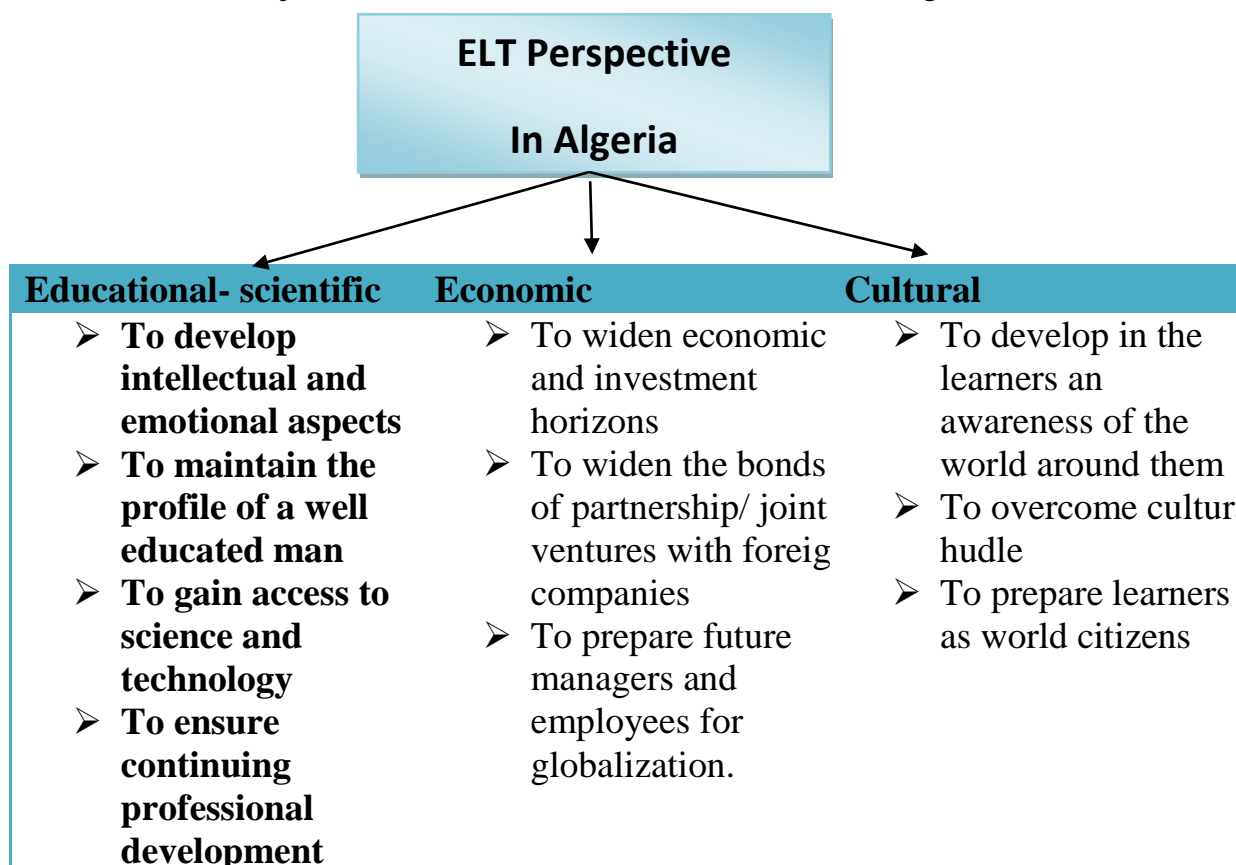 ELT Perspective
In Algeria
Educational- scientific
To develop
intellectual and
emotional aspects
To maintain the
profile of a well
educated man
To gain access to
science and
technology
To ensure
continuing
professional
development
Economic
To widen economic
and investment
horizons
To widen the bonds
of partnership/ joint
ventures with foreig
companies
To prepare future
managers and
employees for
globalization.
Cultural
To develop in the
learners an
awareness of the
world around them
To overcome cultur
hudle
To prepare learners
as world citizens